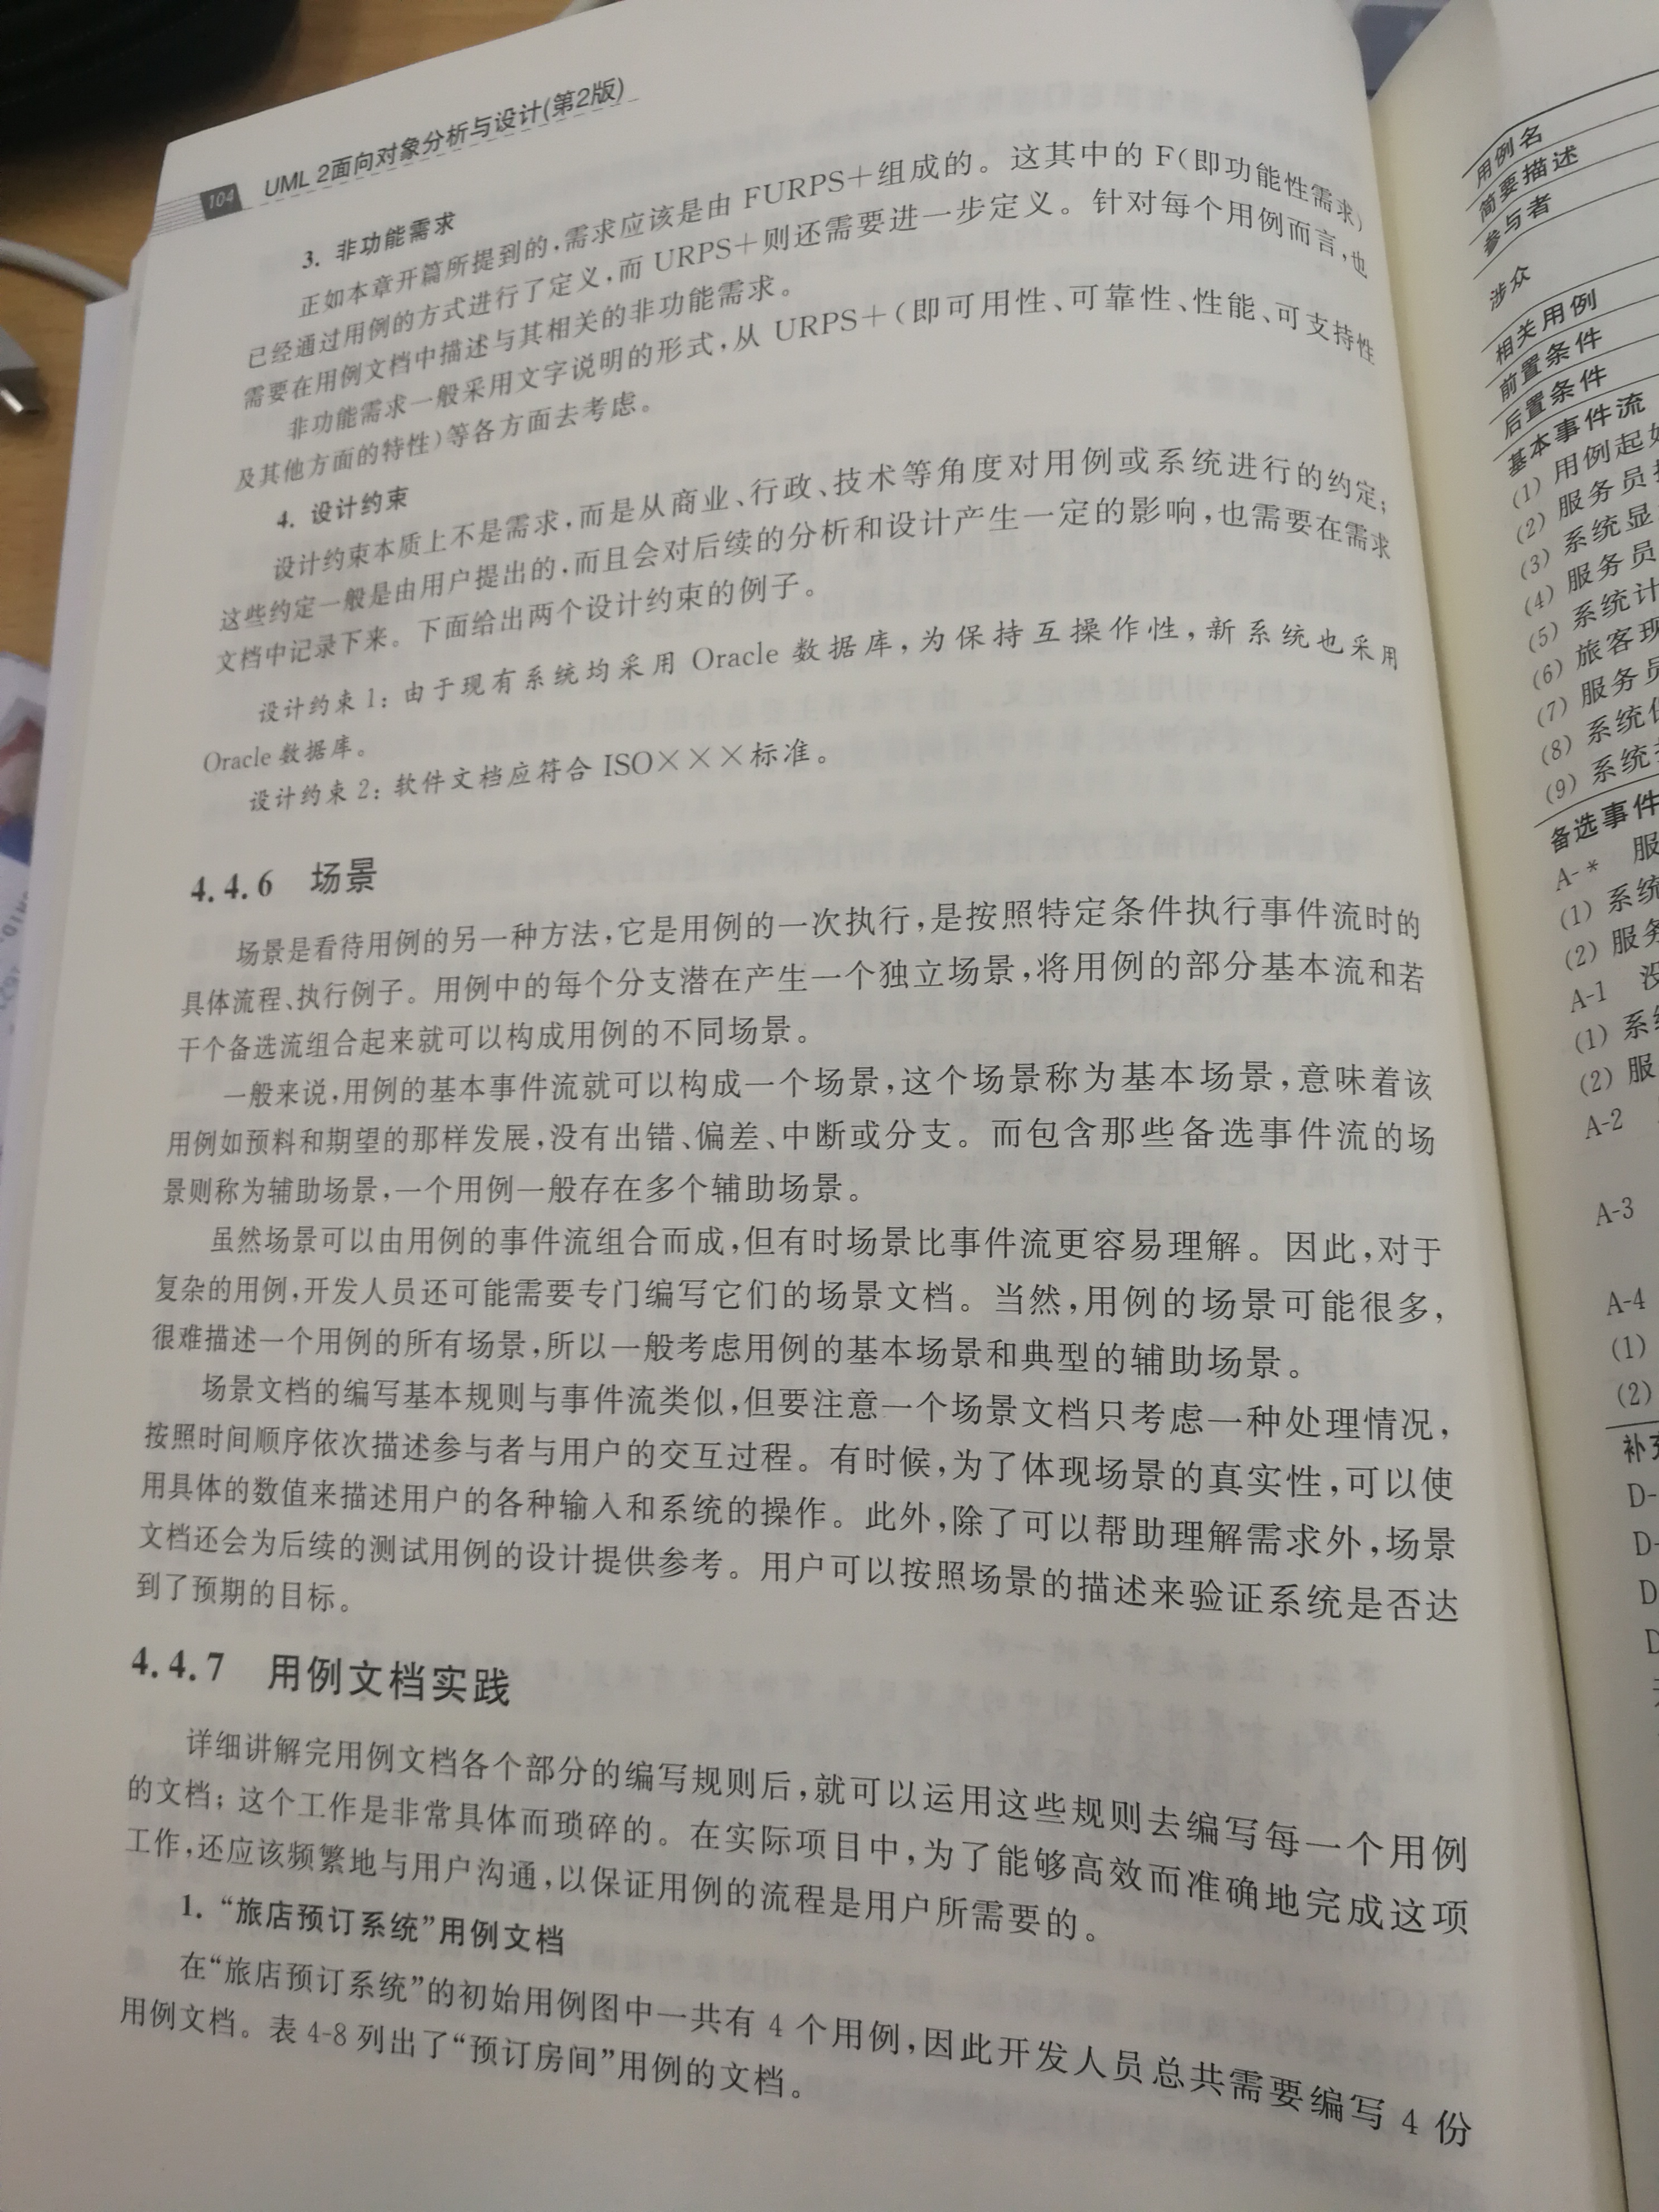 104
UML 2面向对象分析与设计(第2版)
3. 非功能需求
正如本章开篇所提到的,需求应该是由 FURPS+组成的。这其中的 F(即功能性需求)
已经通过用例的方式进行了定义,而 URPS+则还需要进一步定义。针对每个用例而言,也
需要在用例文档中描述与其相关的非功能需求。
非功能需求一般采用文字说明的形式,从 URPS+(即可用性、可靠性、性能、可支持性
及其他方面的特性)等各方面去考虑。
4. 设计约束
设计约束本质上不是需求,而是从商业、行政、技术等角度对用例或系统进行的约定;
这些约定一般是由用户提出的,而且会对后续的分析和设计产生一定的影响,也需要在需求
文档中记录下来。下面给出两个设计约束的例子。
设计约束 1: 由于现有系统均采用 Oracle 数据库,为保持互操作性,新系统也采用
Oracle 数据库。
设计约束 2: 软件文档应符合 ISO×××标准。
4.4.6 场景
场景是看待用例的另一种方法,它是用例的一次执行,是按照特定条件执行事件流时的
具体流程、执行例子。用例中的每个分支潜在产生一个独立场景,将用例的部分基本流和若
干个备选流组合起来就可以构成用例的不同场景。
一般来说,用例的基本事件流就可以构成一个场景,这个场景称为基本场景,意味着该
用例如预料和期望的那样发展,没有出错、偏差、中断或分支。而包含那些备选事件流的场
景则称为辅助场景,一个用例一般存在多个辅助场景。
虽然场景可以由用例的事件流组合而成,但有时场景比事件流更容易理解。因此,对于
复杂的用例,开发人员还可能需要专门编写它们的场景文档。当然,用例的场景可能很多,
很难描述一个用例的所有场景,所以一般考虑用例的基本场景和典型的辅助场景。
场景文档的编写基本规则与事件流类似,但要注意一个场景文档只考虑一种处理情况,
按照时间顺序依次描述参与者与用户的交互过程。有时候,为了体现场景的真实性,可以使
用具体的数值来描述用户的各种输入和系统的操作。此外,除了可以帮助理解需求外,场景
文档还会为后续的测试用例的设计提供参考。用户可以按照场景的描述来验证系统是否达
到了预期的目标。
4.4.7 用例文档实践
详细讲解完用例文档各个部分的编写规则后,就可以运用这些规则去编写每一个用例
的文档; 这个工作是非常具体而琐碎的。在实际项目中,为了能够高效而准确地完成这项
工作,还应该频繁地与用户沟通,以保证用例的流程是用户所需要的。
1. “旅店预订系统”用例文档
在“旅店预订系统”的初始用例图中一共有 4 个用例,因此开发人员总共需要编写 4 份
用例文档。表 4-8 列出了“预订房间”用例的文档。
用例名
简要描述
参与者
涉众
相关用例
前置条件
后置条件
基本事件流
(1) 用例起
(2) 服务员
(3) 系统显
(4) 服务员
(5) 系统计
(6) 旅客现
(7) 服务员
(8) 系统
(9) 系统
备选事件
A-* 服
(1) 系统
(2) 服务
A-1 没
(1) 系
(2) 服
A-2
A-3
A-4
(1)
(2)
补
D-
D-
D
D